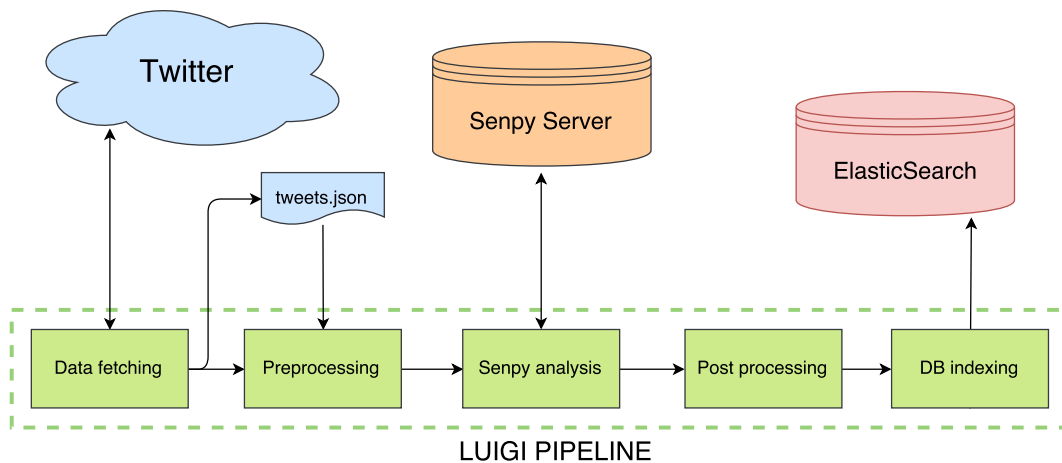 Twitter
Senpy Server
ElasticSearch
tweets.json
Data fetching
Preprocessing
Senpy analysis
Post processing
DB indexing
LUIGI PIPELINE